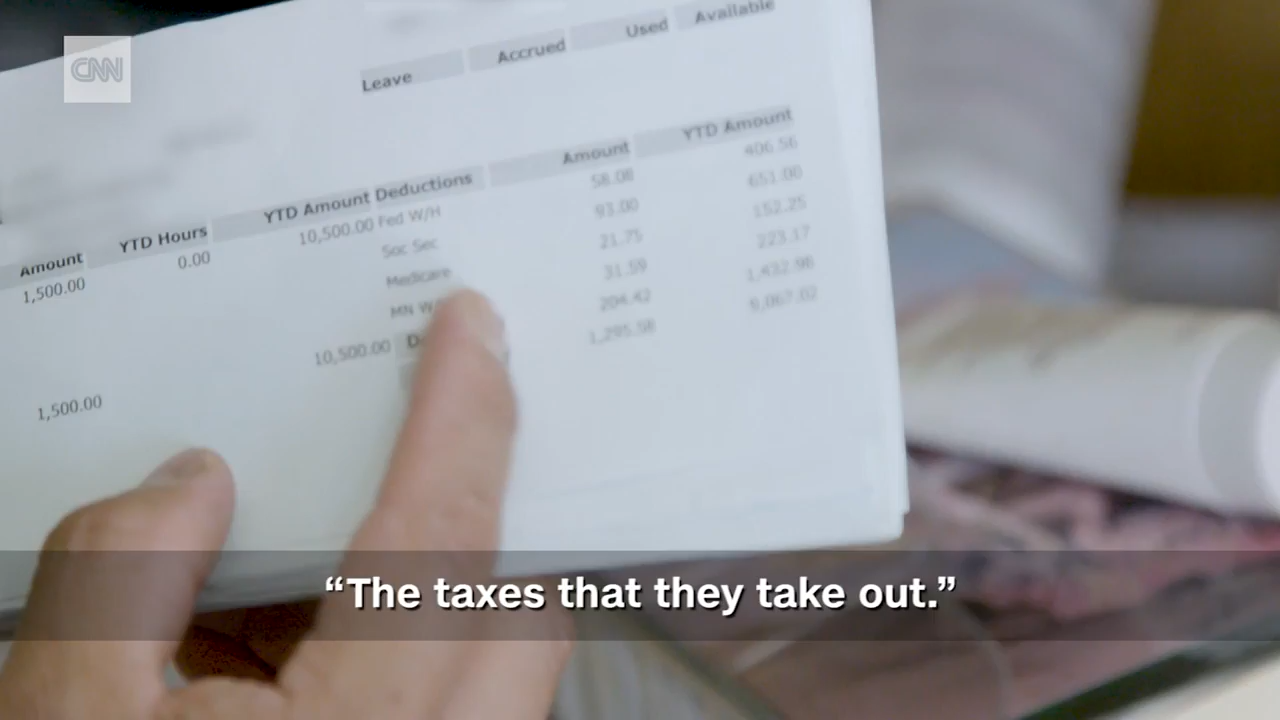 CNN
Leave Accrued Used Available
Amount YTD Hours YTD Amount Deductions Amount YTD Amount
1,500.00 0.00 10,500.00 Fed W/H 58.08 406.56
Soc Sec 93.00 651.00
Medicare 21.75 152.25
MN W/ 31.59 223.17
10,500.00 D 204.42 1,432.96
1,500.00 1,295.58 9,067.02
“The taxes that they take out.”